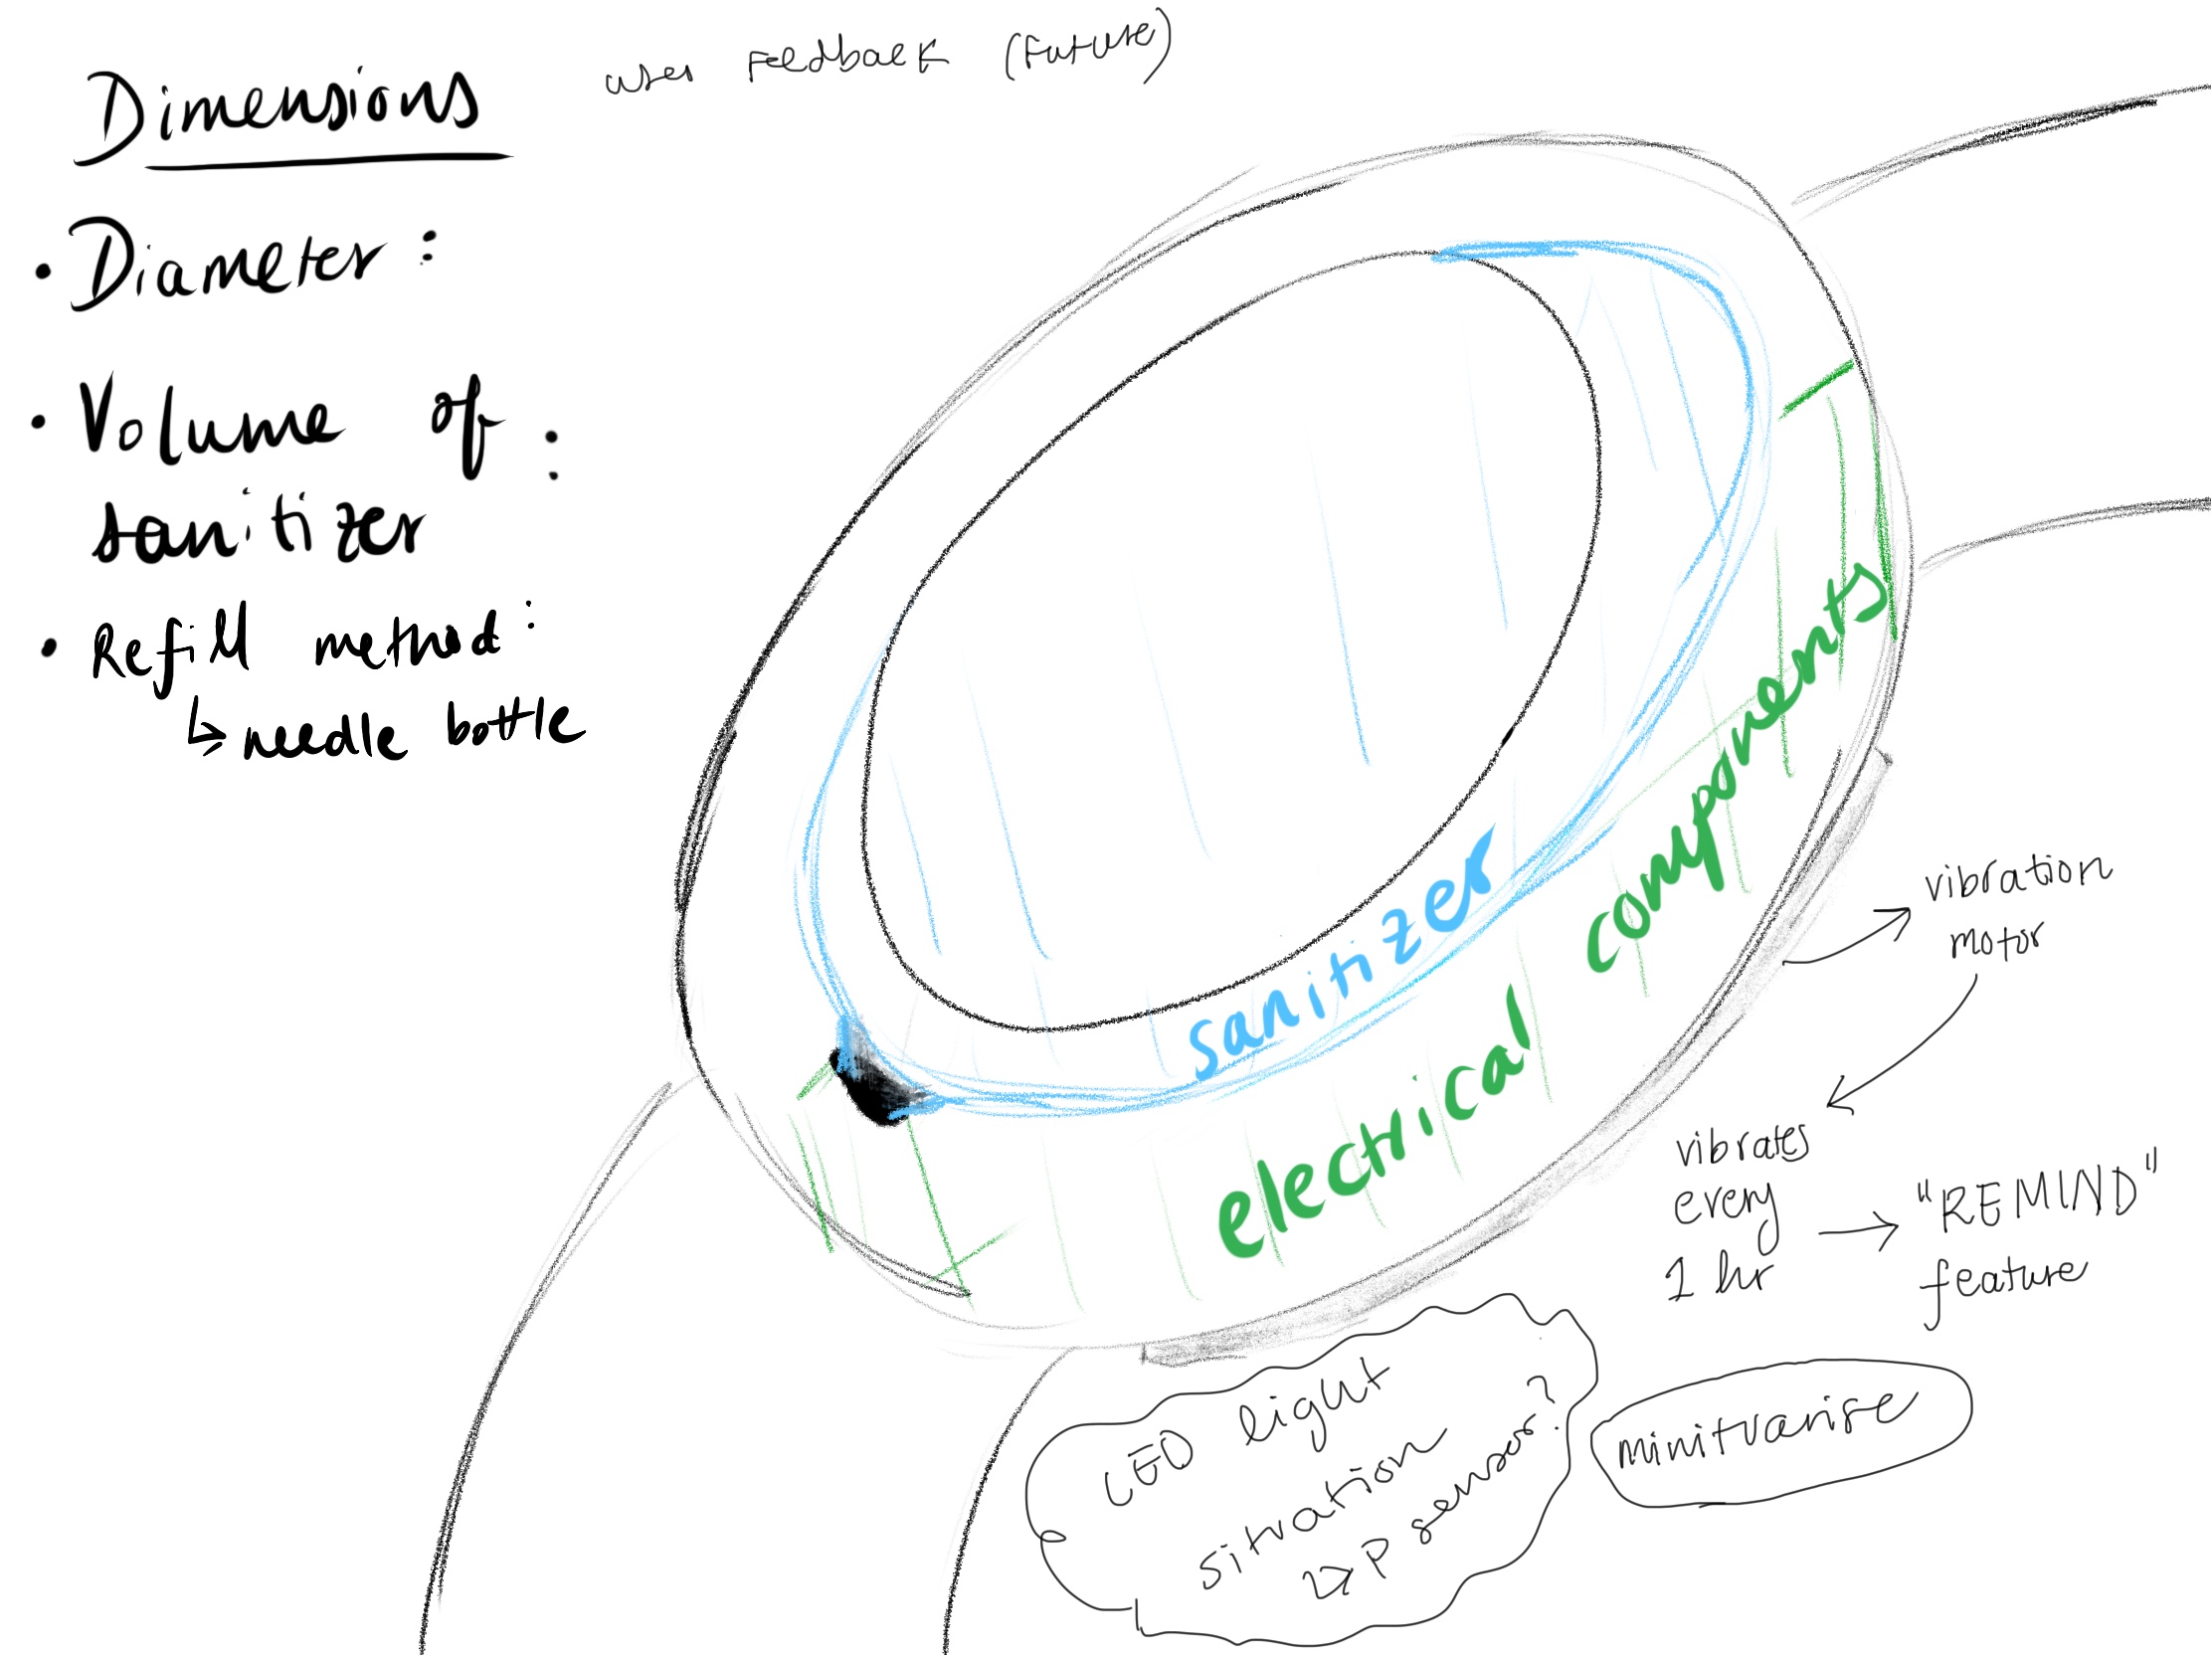 Dimensions
user Feedback (Future)
• Diameter :
• Volume of :
sanitizer
• Refill method :
↳ needle bottle
sanitizer
electrical components
vibration
motor
vibrates
every
1 hr → "REMIND"
feature
LED light
situation
↳ P sensor?
minituarise